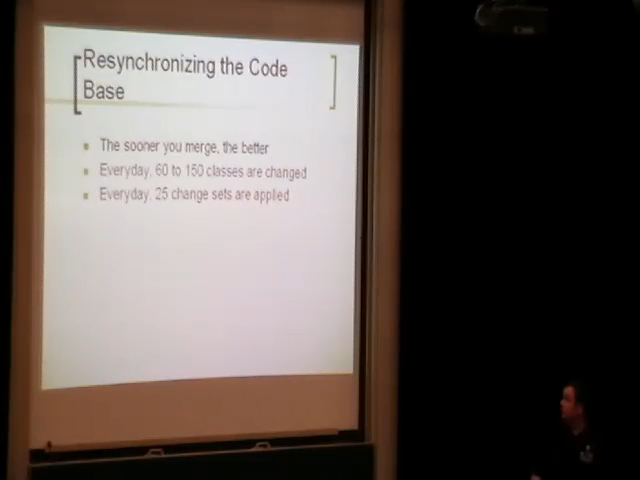 Resynchronizing the Code
Base
The sooner you merge, the better
Everyday, 60 to 150 classes are changed
Everyday, 25 change sets are applied